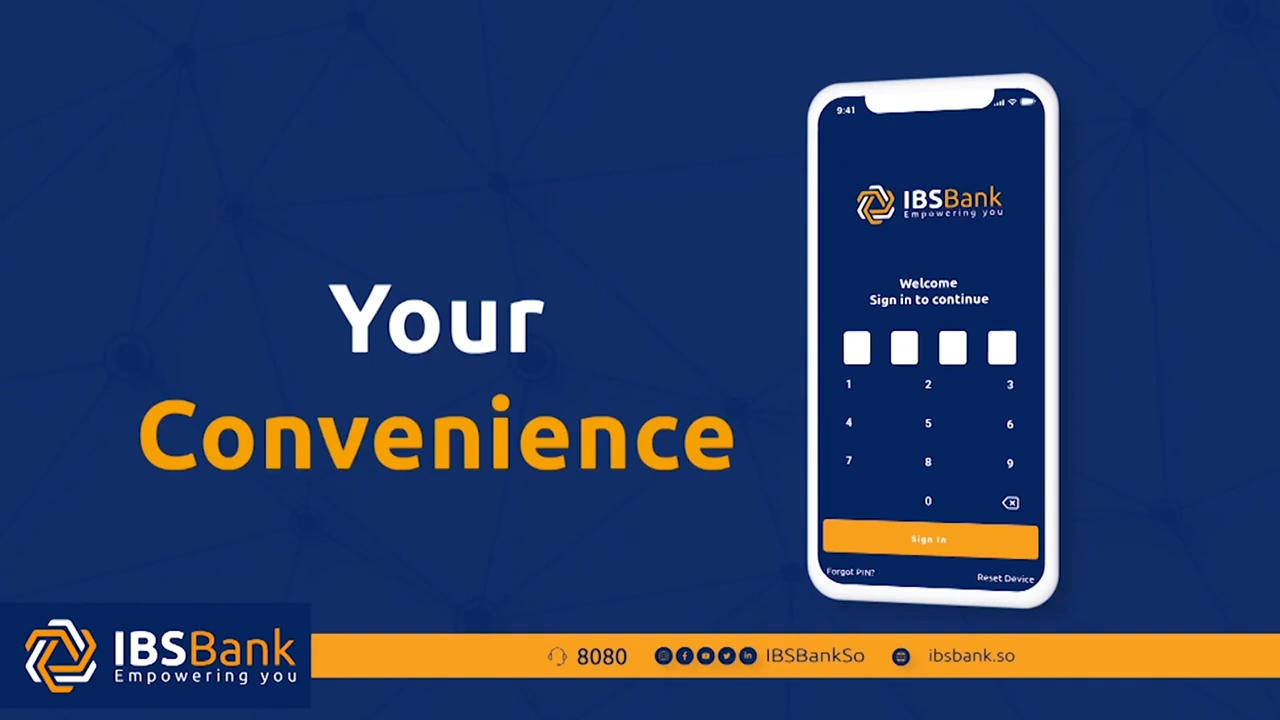 Your
Convenience
9:41
IBSBank
Empowering you
Welcome
Sign in to continue
1 2 3
4 5 6
7 8 9
0
Sign In
Forgot PIN? Reset Device
IBSBank
Empowering you
8080 IBSBankSo ibsbank.so